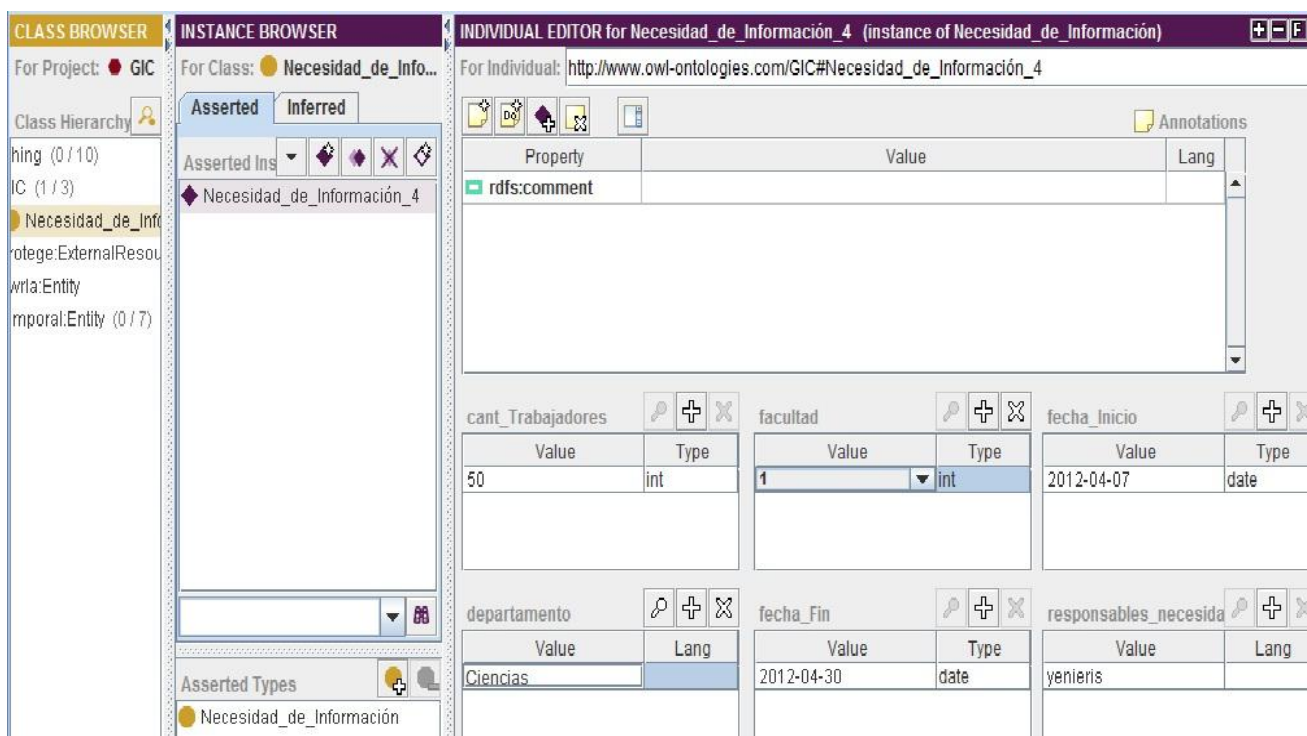 CLASS BROWSER
For Project: GIC
Class Hierarchy
hing (0 / 10)
IC (1 / 3)
Necesidad_de_Info
rotege:ExternalResou
wrla:Entity
mporal:Entity (0 / 7)
INSTANCE BROWSER
For Class: Necesidad_de_Info...
Asserted Inferred
Asserted Ins
Necesidad_de_Información_4
Asserted Types
Necesidad_de_Información
INDIVIDUAL EDITOR for Necesidad_de_Información_4 (instance of Necesidad_de_Información) + - F
For Individual: http://www.owl-ontologies.com/GIC#Necesidad_de_Información_4
Annotations
Property Value Lang
rdfs:comment
cant_Trabajadores
Value Type
50 int
facultad
Value Type
1 int
fecha_Inicio
Value Type
2012-04-07 date
departamento
Value Lang
Ciencias
fecha_Fin
Value Type
2012-04-30 date
responsables_necesida
Value Lang
yenieris